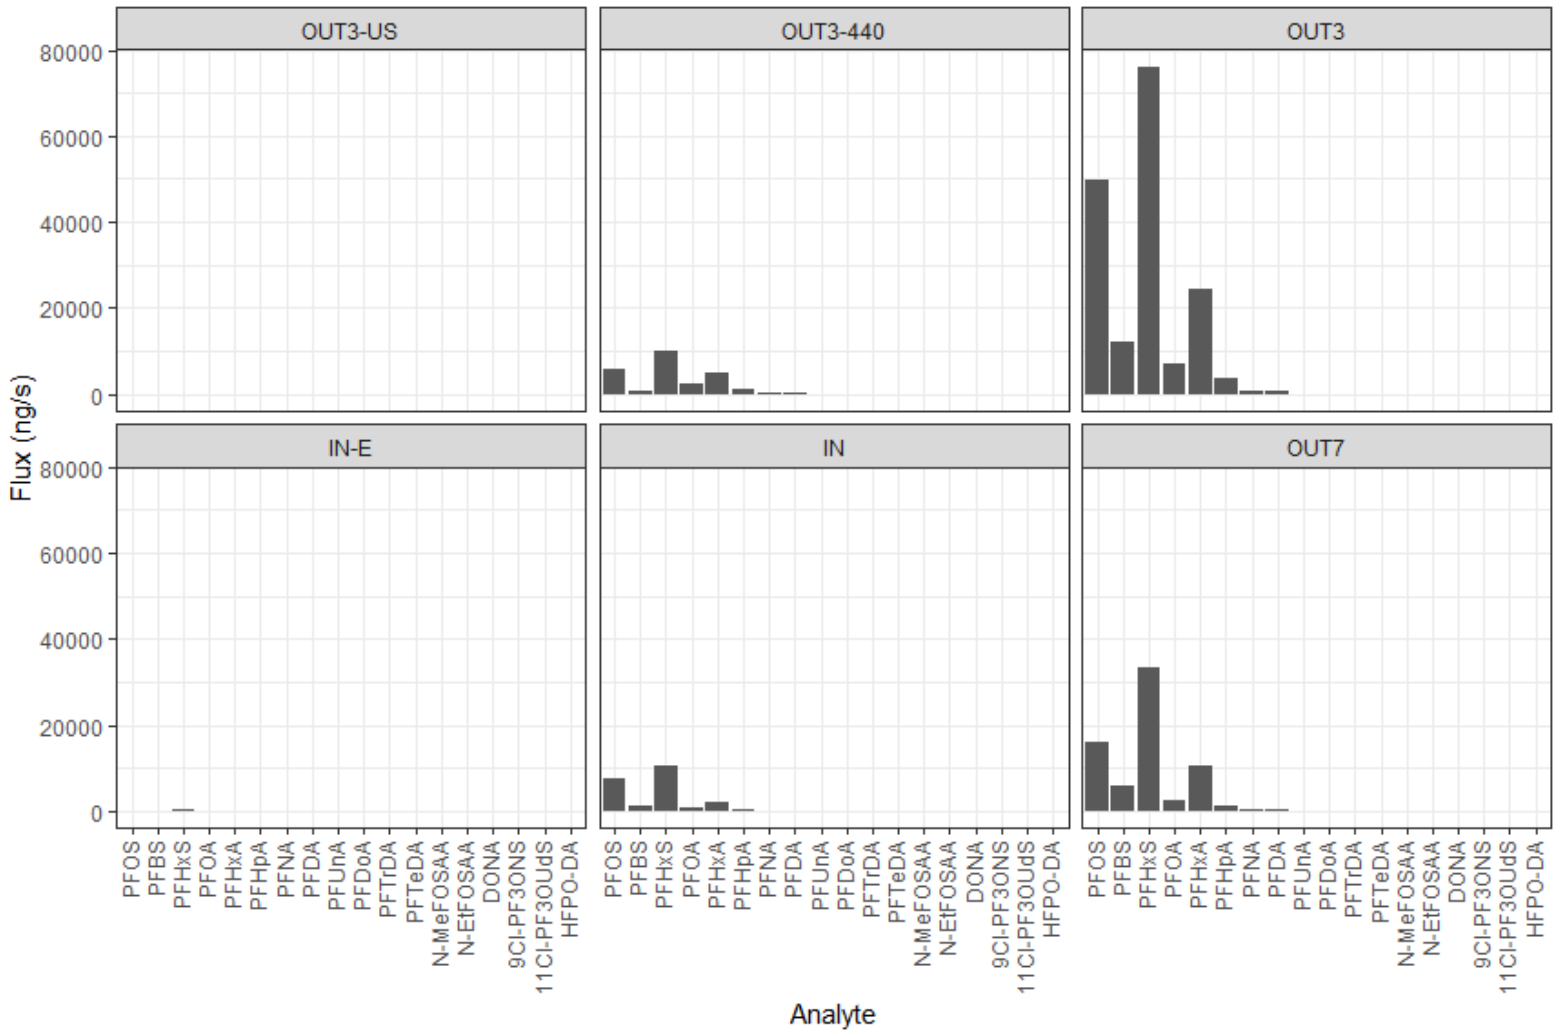 OUT3-US
OUT3-440
OUT3
80000
60000
40000
20000
0
IN-E
IN
OUT7
80000
60000
40000
20000
0
Flux (ng/s)
PFOS
PFBS
PFHxS
PFOA
PFHxA
PFHpA
PFNA
PFDA
PFUnA
PFDoA
PFTrDA
PFTeDA
N-MeFOSAA
N-EtFOSAA
DONA
9Cl-PF3ONS
11Cl-PF3OUdS
HFPO-DA
PFOS
PFBS
PFHxS
PFOA
PFHxA
PFHpA
PFNA
PFDA
PFUnA
PFDoA
PFTrDA
PFTeDA
N-MeFOSAA
N-EtFOSAA
DONA
9Cl-PF3ONS
11Cl-PF3OUdS
HFPO-DA
PFOS
PFBS
PFHxS
PFOA
PFHxA
PFHpA
PFNA
PFDA
PFUnA
PFDoA
PFTrDA
PFTeDA
N-MeFOSAA
N-EtFOSAA
DONA
9Cl-PF3ONS
11Cl-PF3OUdS
HFPO-DA
Analyte